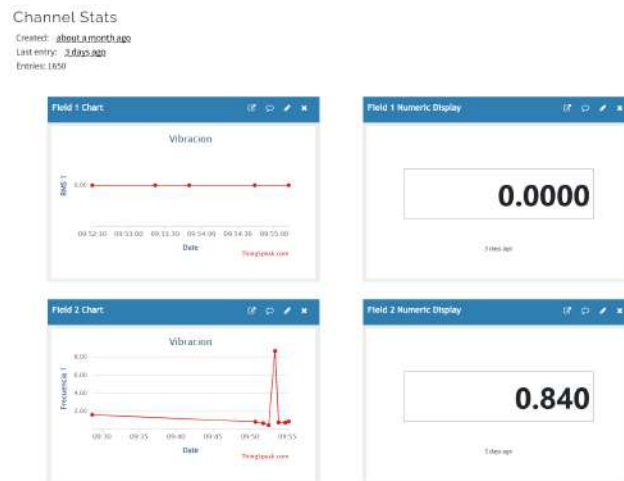 Channel Stats
Created: about a month ago
Last entry: 3 days ago
Entries: 1650
Field 1 Chart
Vibracion
RMS 1
0.00
09:52:30 09:53:00 09:53:30 09:54:00 09:54:30 09:55:00
Date
ThingSpeak.com
Field 1 Numeric Display
0.0000
3 days ago
Field 2 Chart
Vibracion
Frecuencia 1
8.00
6.00
4.00
2.00
09:30 09:35 09:40 09:45 09:50 09:55
Date
ThingSpeak.com
Field 2 Numeric Display
0.840
3 days ago